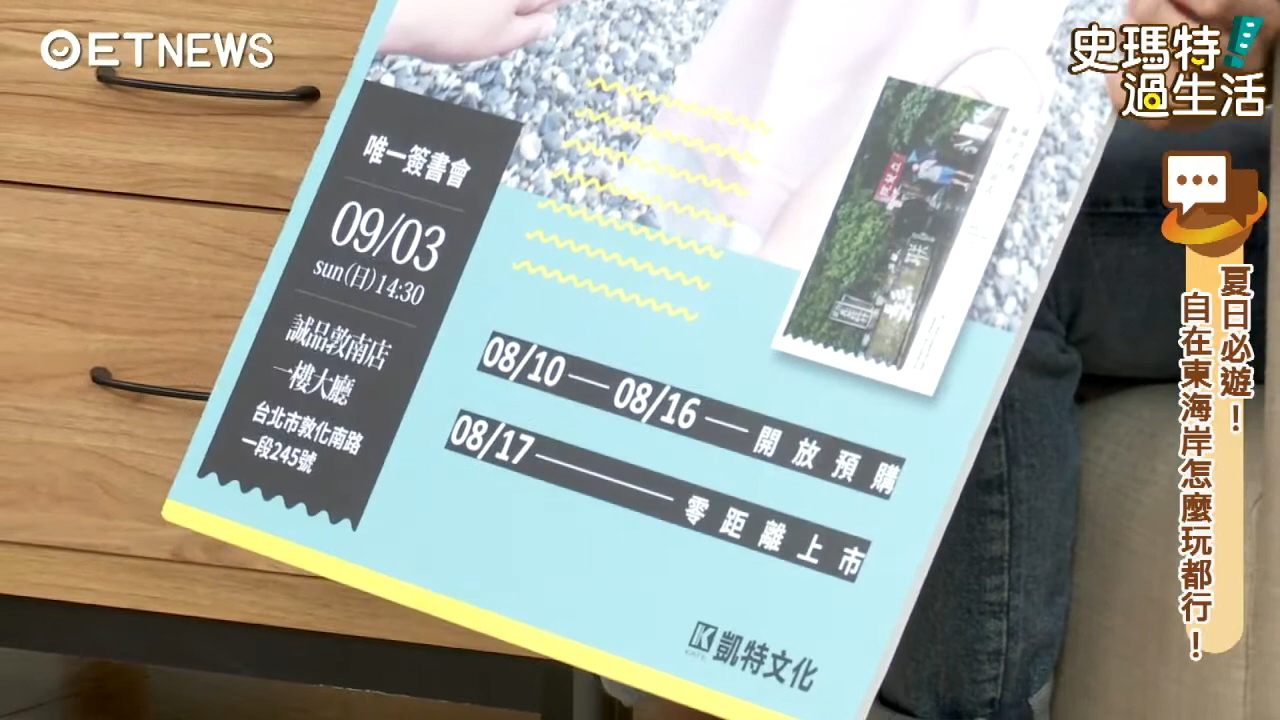 ETNEWS
史瑪特
過生活
夏日必遊！
自在東海岸怎麼玩都行！
唯一簽書會
09/03
sun(日)14:30
誠品敦南店
一樓大廳
台北市敦化南路
一段245號
08/10 — 08/16 — 開放預購
08/17 — 零距離上市
K
凱特文化